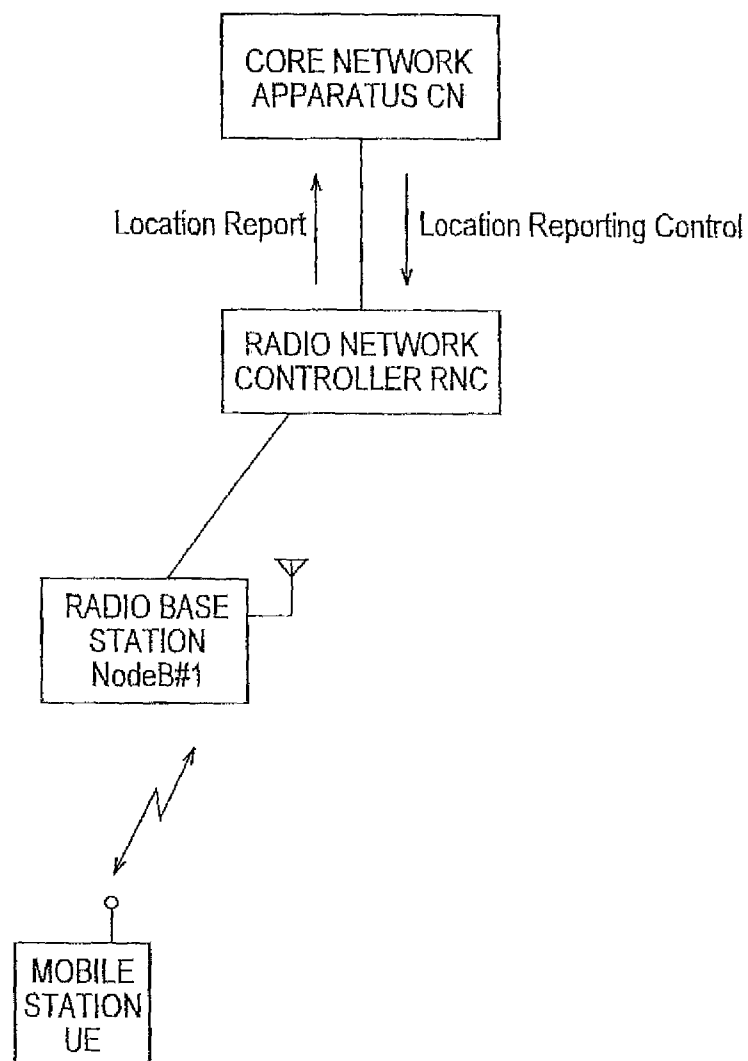 CORE NETWORK
APPARATUS CN
Location Report
Location Reporting Control
RADIO NETWORK
CONTROLLER RNC
RADIO BASE
STATION
NodeB#1
MOBILE
STATION
UE